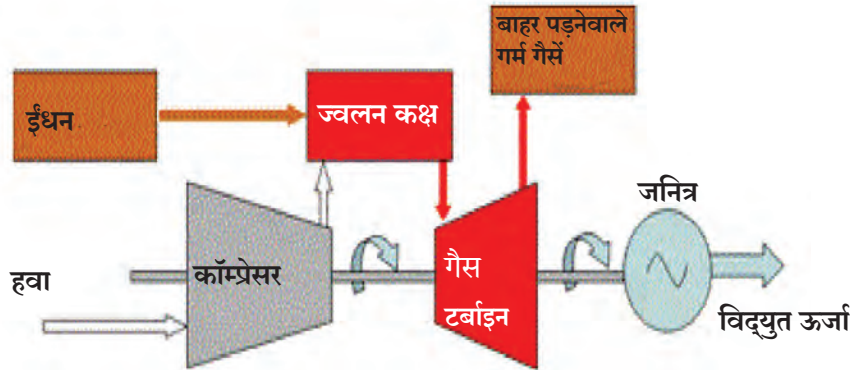 बाहर पड़नेवाले
गर्म गैसें
ईंधन
ज्वलन कक्ष
जनित्र
हवा
कॉम्प्रेसर
गैस
टर्बाइन
विद्‌युत ऊर्जा